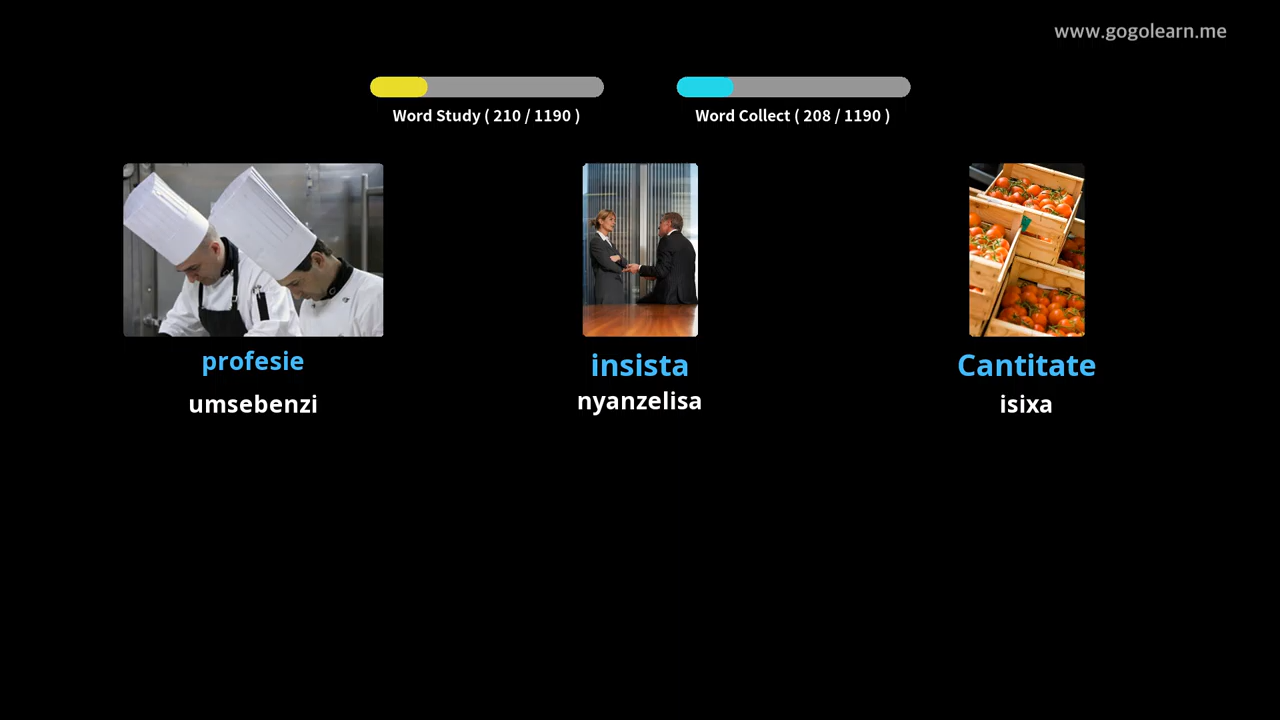 www.gogolearn.me
Word Study ( 210 / 1190 )
Word Collect ( 208 / 1190 )
profesie
umsebenzi
insista
nyanzelisa
Cantitate
isixa